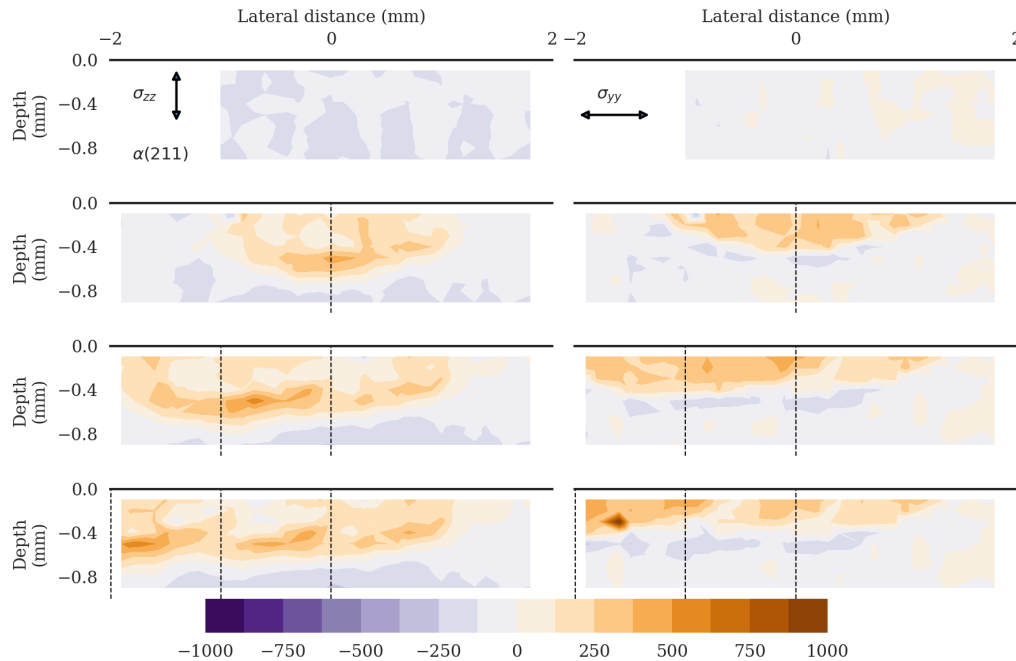 Lateral distance (mm) Lateral distance (mm)
−2 0 2 −2 0 2
0.0
−0.4
−0.8
Depth
(mm)
σzz
α(211)
σyy
0.0
−0.4
−0.8
Depth
(mm)
0.0
−0.4
−0.8
Depth
(mm)
0.0
−0.4
−0.8
Depth
(mm)
−1000 −750 −500 −250 0 250 500 750 1000